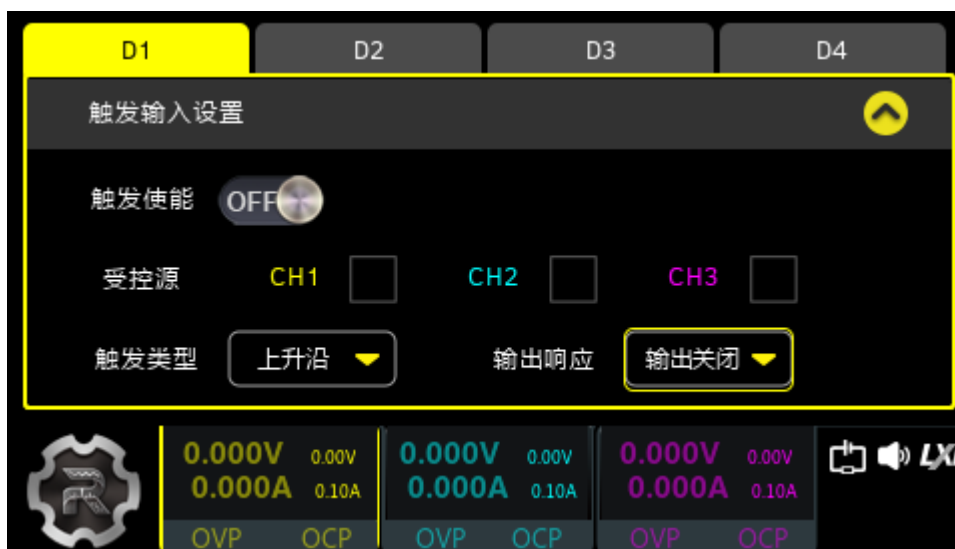 D1 D2 D3 D4
触发输入设置
触发使能 OFF
受控源 CH1 CH2 CH3
触发类型 上升沿 输出响应 输出关闭
0.000V 0.00V 0.000V 0.00V 0.000V 0.00V
0.000A 0.10A 0.000A 0.10A 0.000A 0.10A
OVP OCP OVP OCP OVP OCP